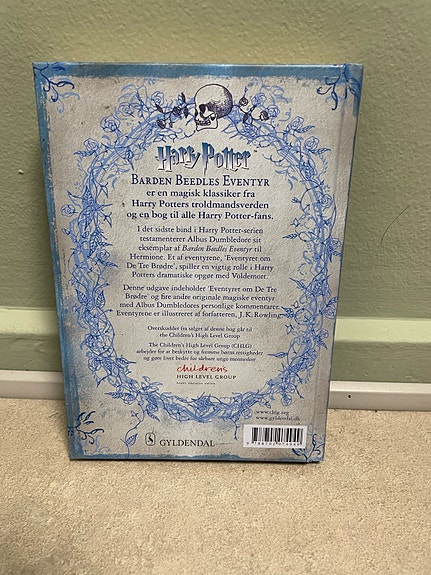 Harry Potter
BARDEN BEEDLES EVENTYR
er en magisk klassiker fra
Harry Potters troldmandsverden
og en bog til alle Harry Potter-fans.
I det sidste bind i Harry Potter-serien
testamenterer Albus Dumbledore sit
eksemplar af Barden Beedles Eventyr til
Hermione. Et af eventyrene, 'Eventyret om
De Tre Brødre', spiller en vigtig rolle i Harry
Potters dramatiske opgør med Voldemort.
Denne udgave indeholder 'Eventyret om De Tre
Brødre' og fire andre originale magiske eventyr
med Albus Dumbledores personlige kommentarer.
Eventyrene er illustreret af forfatteren, J.K. Rowling.
Overskuddet fra salget af denne bog går til
the Children's High Level Group.
The Children's High Level Group (CHLG)
arbejder for at beskytte og fremme børns rettigheder
og gøre livet bedre for sårbare unge mennesker
children's
HIGH LEVEL GROUP
www.chlg.org
www.gyldendal.dk
GYLDENDAL